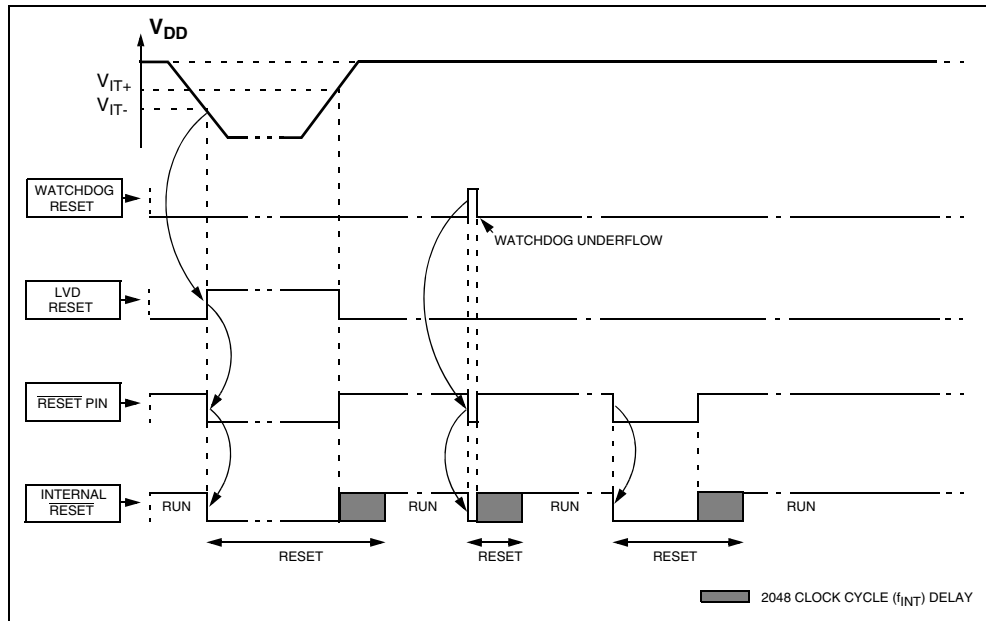 VDD
VIT+
VIT-
WATCHDOG
RESET
WATCHDOG UNDERFLOW
LVD
RESET
RESET PIN
INTERNAL
RESET
RUN
RUN
RUN
RUN
RESET
RESET
RESET
2048 CLOCK CYCLE (fINT) DELAY